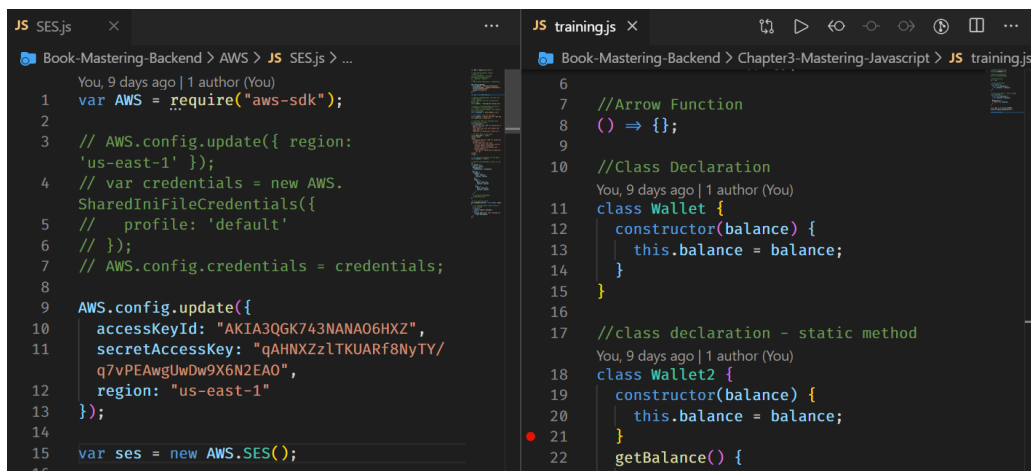 JS SES.js ×
Book-Mastering-Backend > AWS > JS SES.js > ...
You, 9 days ago | 1 author (You)
1 var AWS = require("aws-sdk");
2
3 // AWS.config.update({ region:
'us-east-1' });
4 // var credentials = new AWS.
SharedIniFileCredentials({
5 //   profile: 'default'
6 // });
7 // AWS.config.credentials = credentials;
8
9 AWS.config.update({
10   accessKeyId: "AKIA3QGK743NANAO6HXZ",
11   secretAccessKey: "qAHNXZzlTKUARf8NyTY/
q7vPEAwgUwDw9X6N2EAO",
12   region: "us-east-1"
13 });
14
15 var ses = new AWS.SES();
JS training.js ×
Book-Mastering-Backend > Chapter3-Mastering-Javascript > JS training.js
6
7 //Arrow Function
8 () ⇒ {};
9
10 //Class Declaration
You, 9 days ago | 1 author (You)
11 class Wallet {
12   constructor(balance) {
13     this.balance = balance;
14   }
15 }
16
17 //class declaration - static method
You, 9 days ago | 1 author (You)
18 class Wallet2 {
19   constructor(balance) {
20     this.balance = balance;
21   }
22   getBalance() {